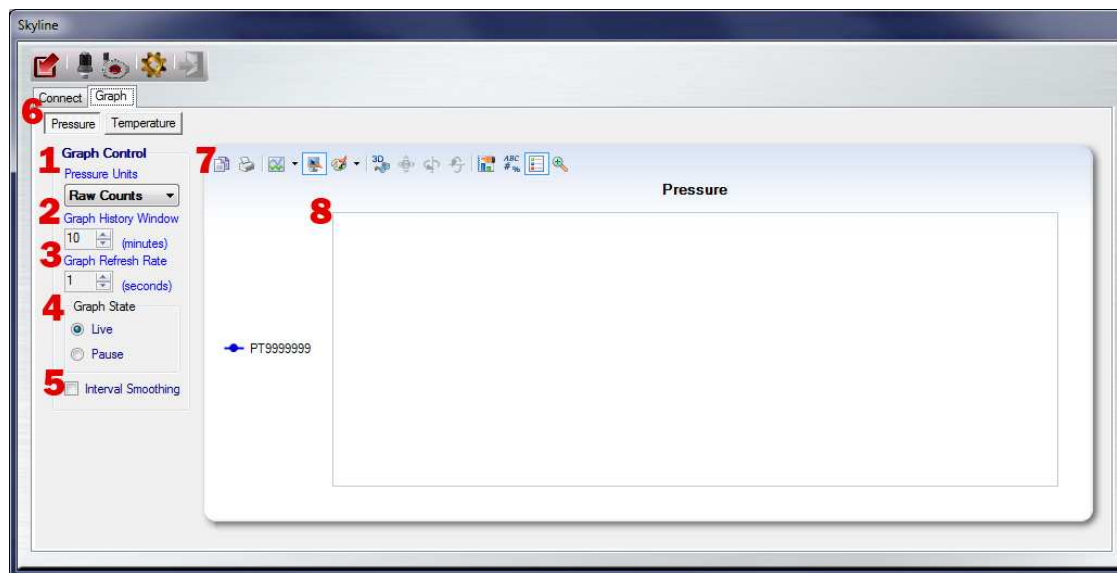 Skyline
Connect Graph
6
Pressure Temperature
1 Graph Control
Pressure Units
Raw Counts
2 Graph History Window
10 (minutes)
3 Graph Refresh Rate
1 (seconds)
4 Graph State
Live
Pause
5 Interval Smoothing
7
3D
ABC
#%
Pressure
8
PT9999999